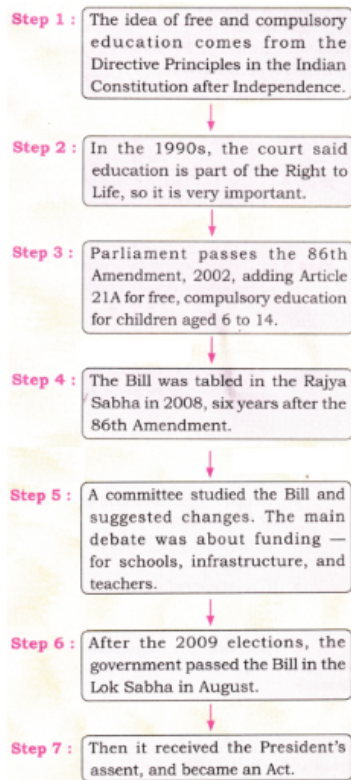 Step 1 : The idea of free and compulsory
education comes from the
Directive Principles in the Indian
Constitution after Independence.
Step 2 : In the 1990s, the court said
education is part of the Right to
Life, so it is very important.
Step 3 : Parliament passes the 86th
Amendment, 2002, adding Article
21A for free, compulsory education
for children aged 6 to 14.
Step 4 : The Bill was tabled in the Rajya
Sabha in 2008, six years after the
86th Amendment.
Step 5 : A committee studied the Bill and
suggested changes. The main
debate was about funding —
for schools, infrastructure, and
teachers.
Step 6 : After the 2009 elections, the
government passed the Bill in the
Lok Sabha in August.
Step 7 : Then it received the President's
assent, and became an Act.